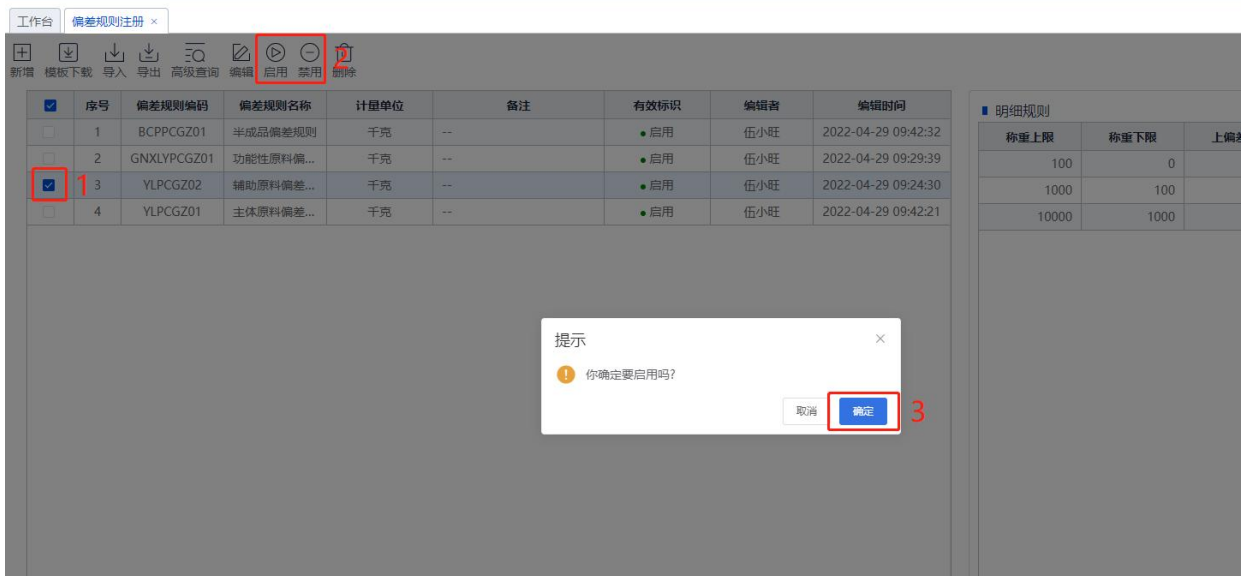 工作台 偏差规则注册 ×
新增 模板下载 导入 导出 高级查询 编辑 启用 禁用 删除
2
序号 偏差规则编码 偏差规则名称 计量单位 备注 有效标识 编辑者 编辑时间
1 BCPPCGZ01 半成品偏差规则 千克 -- 启用 伍小旺 2022-04-29 09:42:32
2 GNXLYPCGZ01 功能性原料偏... 千克 -- 启用 伍小旺 2022-04-29 09:29:39
1 3 YLPCGZ02 辅助原料偏差... 千克 -- 启用 伍小旺 2022-04-29 09:24:30
4 YLPCGZ01 主体原料偏差... 千克 -- 启用 伍小旺 2022-04-29 09:42:21
明细规则
称重上限 称重下限 上偏差
100 0
1000 100
10000 1000
提示 ×
你确定要启用吗?
取消 确定
3